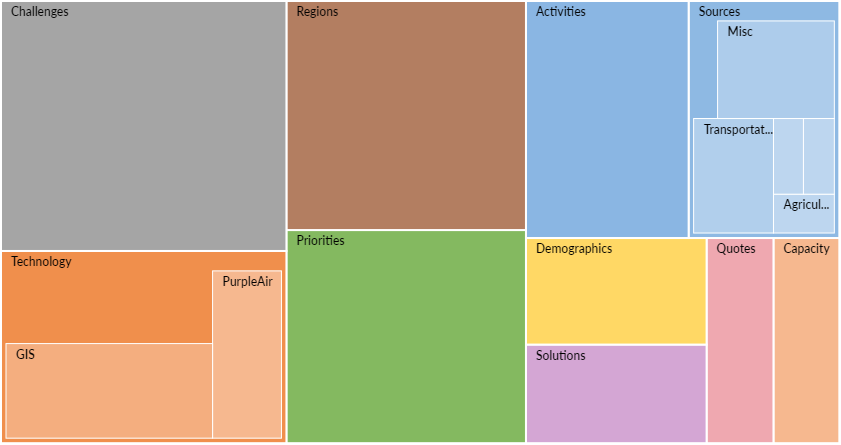 Challenges
Regions
Activities
Sources
Misc
Transportat...
Agricul...
Priorities
Demographics
Quotes
Capacity
Technology
PurpleAir
GIS
Solutions